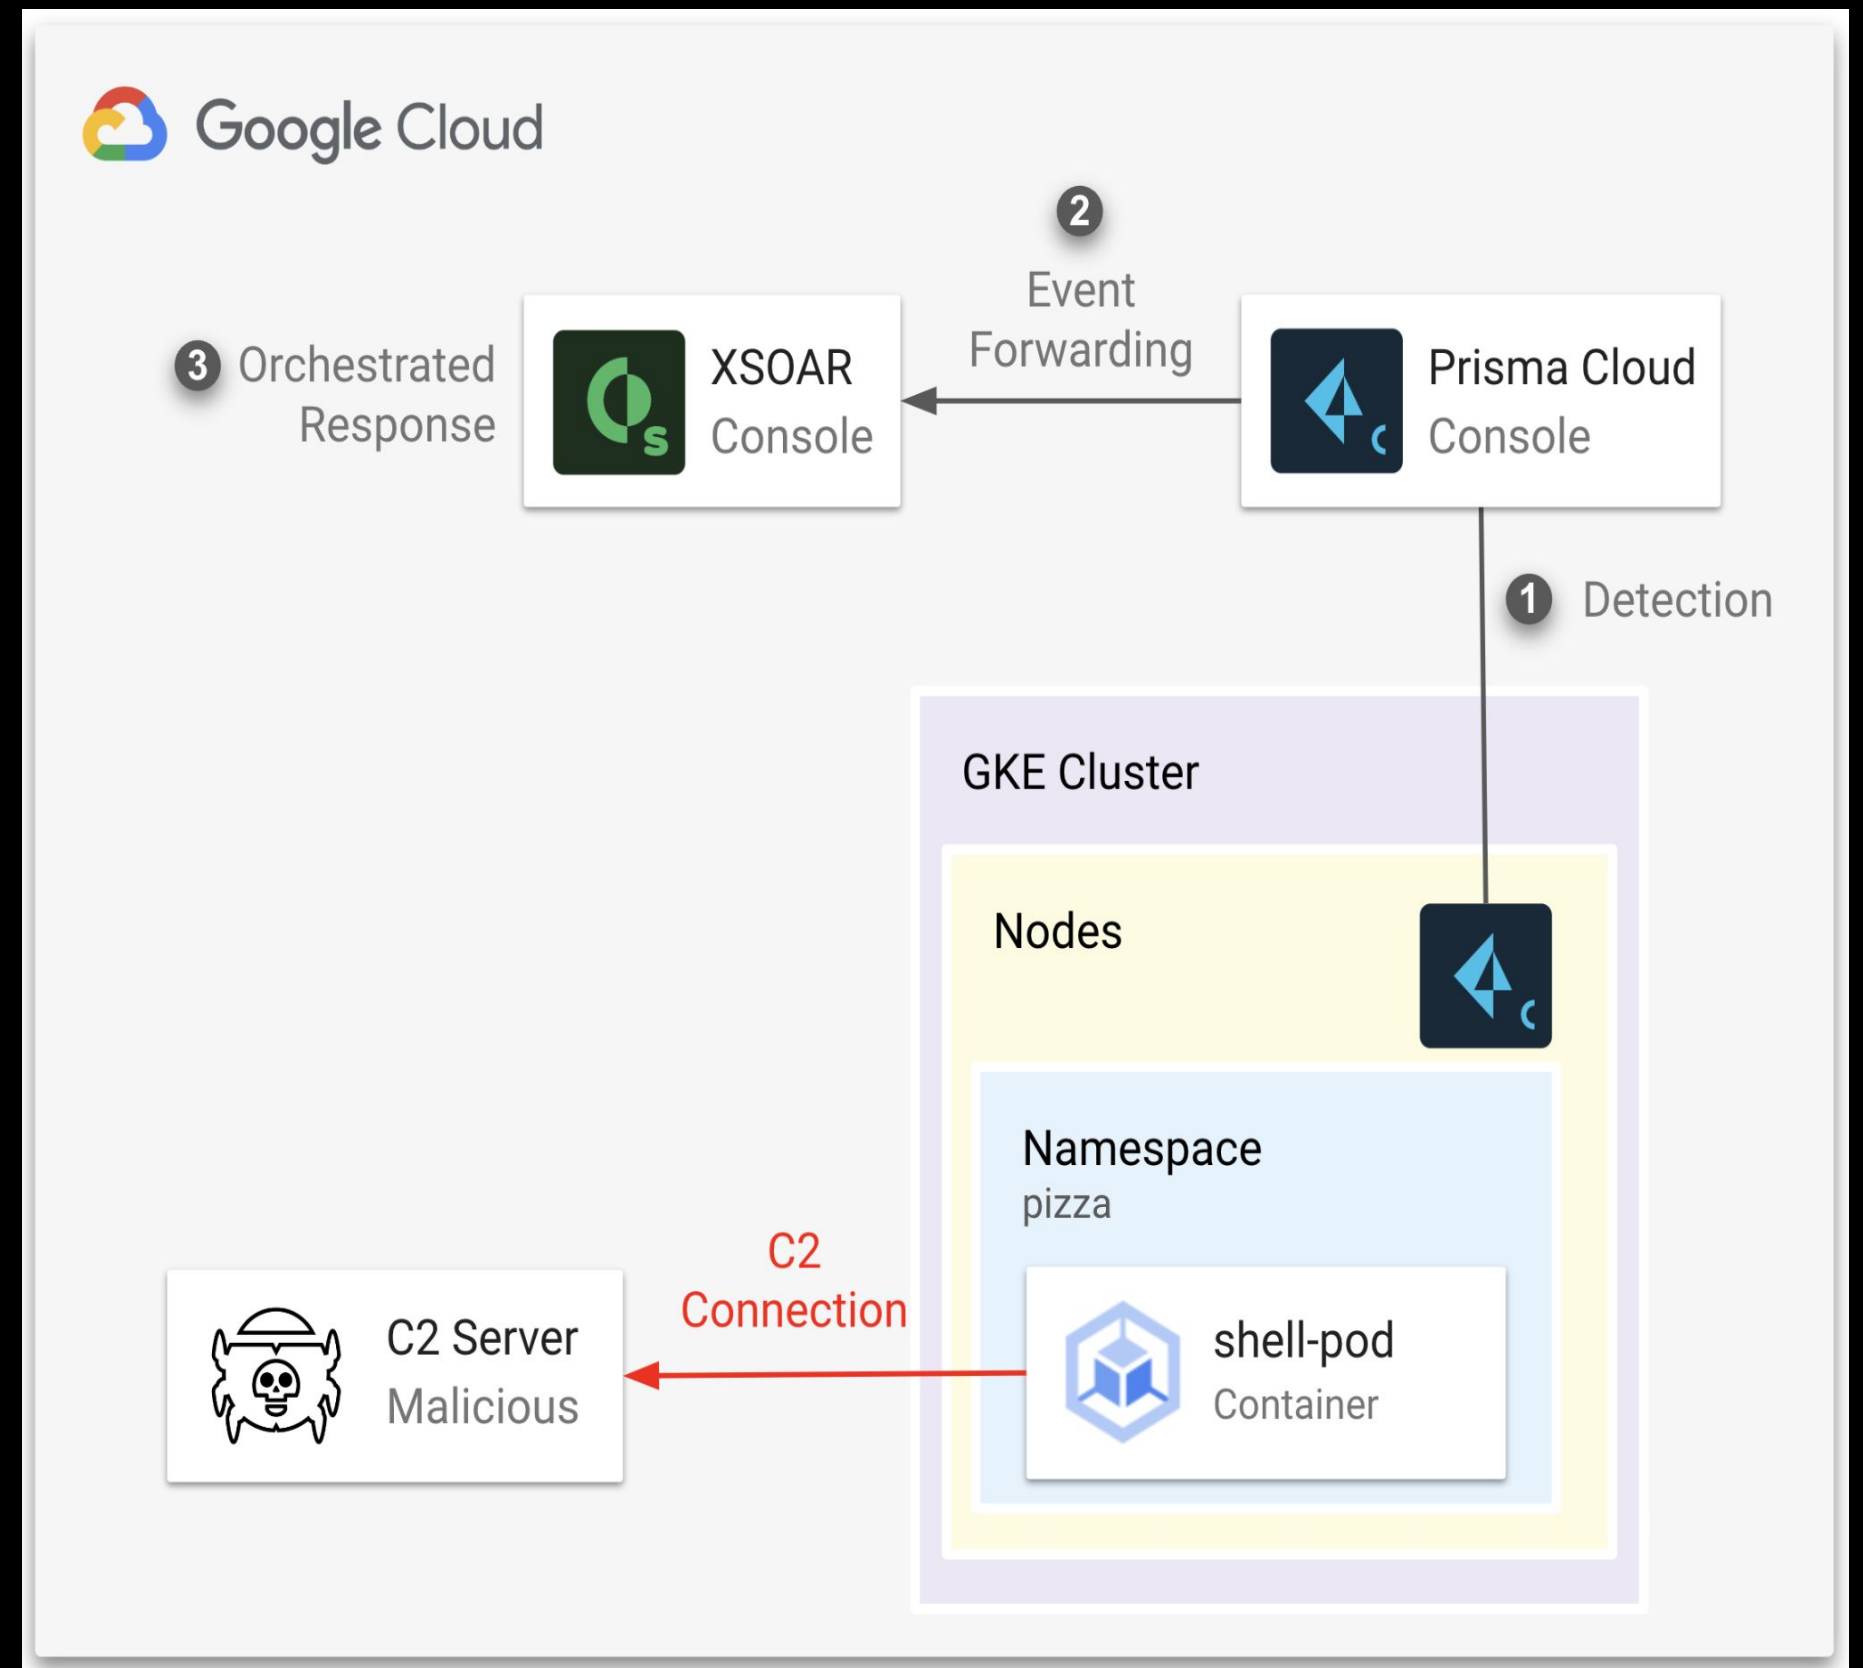 Google Cloud
2
Event
Forwarding
3 Orchestrated
Response
XSOAR
Console
Prisma Cloud
Console
1 Detection
GKE Cluster
Nodes
Namespace
pizza
C2
Connection
C2 Server
Malicious
shell-pod
Container